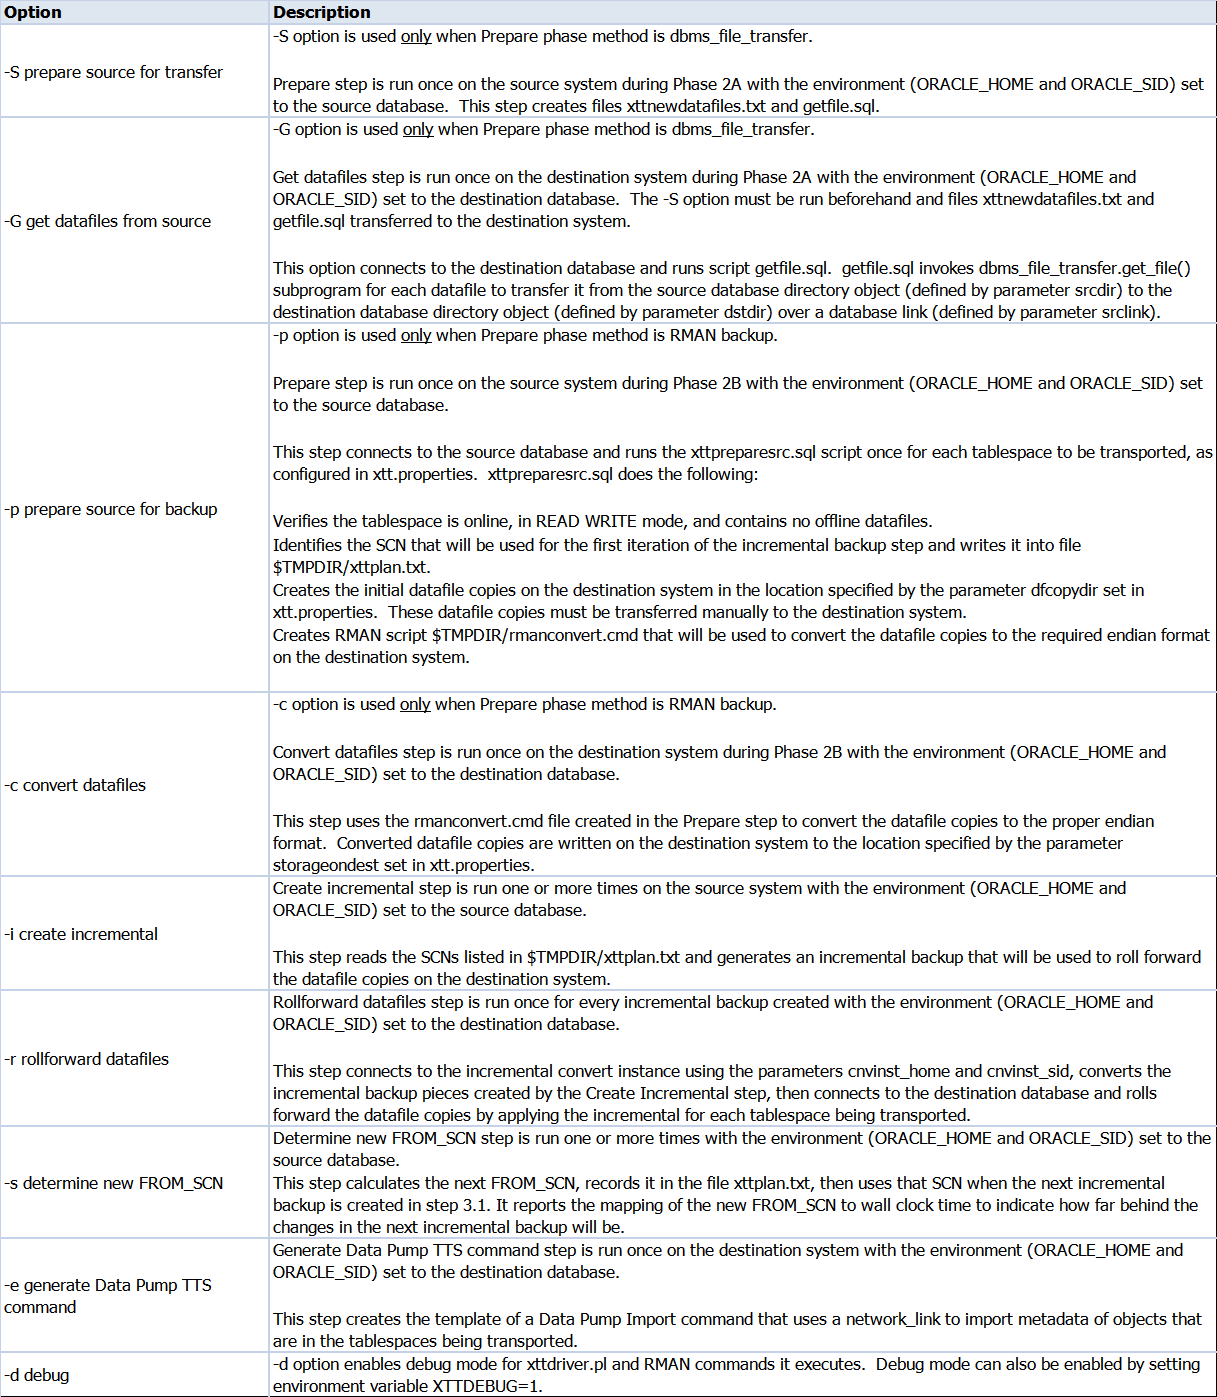 Option
Description
-S prepare source for transfer
-S option is used only when Prepare phase method is dbms_file_transfer.
Prepare step is run once on the source system during Phase 2A with the environment (ORACLE_HOME and ORACLE_SID) set
to the source database.  This step creates files xttnewdatafiles.txt and getfile.sql.
-G get datafiles from source
-G option is used only when Prepare phase method is dbms_file_transfer.
Get datafiles step is run once on the destination system during Phase 2A with the environment (ORACLE_HOME and
ORACLE_SID) set to the destination database.  The -S option must be run beforehand and files xttnewdatafiles.txt and
getfile.sql transferred to the destination system.
This option connects to the destination database and runs script getfile.sql.  getfile.sql invokes dbms_file_transfer.get_file()
subprogram for each datafile to transfer it from the source database directory object (defined by parameter srcdir) to the
destination database directory object (defined by parameter dstdir) over a database link (defined by parameter srclink).
-p prepare source for backup
-p option is used only when Prepare phase method is RMAN backup.
Prepare step is run once on the source system during Phase 2B with the environment (ORACLE_HOME and ORACLE_SID) set
to the source database.
This step connects to the source database and runs the xttpreparesrc.sql script once for each tablespace to be transported, as
configured in xtt.properties.  xttpreparesrc.sql does the following:
Verifies the tablespace is online, in READ WRITE mode, and contains no offline datafiles.
Identifies the SCN that will be used for the first iteration of the incremental backup step and writes it into file
$TMPDIR/xttplan.txt.
Creates the initial datafile copies on the destination system in the location specified by the parameter dfcopydir set in
xtt.properties.  These datafile copies must be transferred manually to the destination system.
Creates RMAN script $TMPDIR/rmanconvert.cmd that will be used to convert the datafile copies to the required endian format
on the destination system.
-c convert datafiles
-c option is used only when Prepare phase method is RMAN backup.
Convert datafiles step is run once on the destination system during Phase 2B with the environment (ORACLE_HOME and
ORACLE_SID) set to the destination database.
This step uses the rmanconvert.cmd file created in the Prepare step to convert the datafile copies to the proper endian
format.  Converted datafile copies are written on the destination system to the location specified by the parameter
storageondest set in xtt.properties.
-i create incremental
Create incremental step is run one or more times on the source system with the environment (ORACLE_HOME and
ORACLE_SID) set to the source database.
This step reads the SCNs listed in $TMPDIR/xttplan.txt and generates an incremental backup that will be used to roll forward
the datafile copies on the destination system.
-r rollforward datafiles
Rollforward datafiles step is run once for every incremental backup created with the environment (ORACLE_HOME and
ORACLE_SID) set to the destination database.
This step connects to the incremental convert instance using the parameters cnvinst_home and cnvinst_sid, converts the
incremental backup pieces created by the Create Incremental step, then connects to the destination database and rolls
forward the datafile copies by applying the incremental for each tablespace being transported.
-s determine new FROM_SCN
Determine new FROM_SCN step is run one or more times with the environment (ORACLE_HOME and ORACLE_SID) set to the
source database.
This step calculates the next FROM_SCN, records it in the file xttplan.txt, then uses that SCN when the next incremental
backup is created in step 3.1. It reports the mapping of the new FROM_SCN to wall clock time to indicate how far behind the
changes in the next incremental backup will be.
-e generate Data Pump TTS
command
Generate Data Pump TTS command step is run once on the destination system with the environment (ORACLE_HOME and
ORACLE_SID) set to the destination database.
This step creates the template of a Data Pump Import command that uses a network_link to import metadata of objects that
are in the tablespaces being transported.
-d debug
-d option enables debug mode for xttdriver.pl and RMAN commands it executes.  Debug mode can also be enabled by setting
environment variable XTTDEBUG=1.